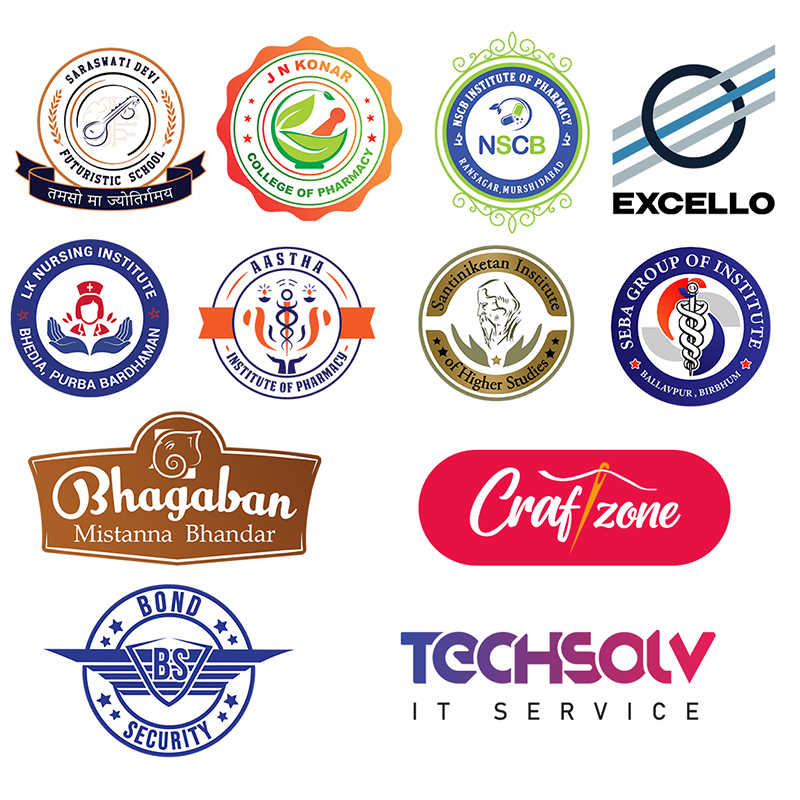 SARASWATI DEVI
FUTURISTIC SCHOOL
तमसो मा ज्योतिर्गमय
J N KONAR
COLLEGE OF PHARMACY
NSCB INSTITUTE OF PHARMACY
NSCB
RANSAGAR, MURSHIDABAD
EXCELLO
LK NURSING INSTITUTE
BHEDIA, PURBA BARDHAMAN
AASTHA
INSTITUTE OF PHARMACY
Santiniketan Institute
of Higher Studies
SEBA GROUP OF INSTITUTE
BALLAVPUR, BIRBHUM
Bhagaban
Mistanna Bhandar
Craftzone
BOND
BS
SECURITY
TECHSOLV
IT SERVICE